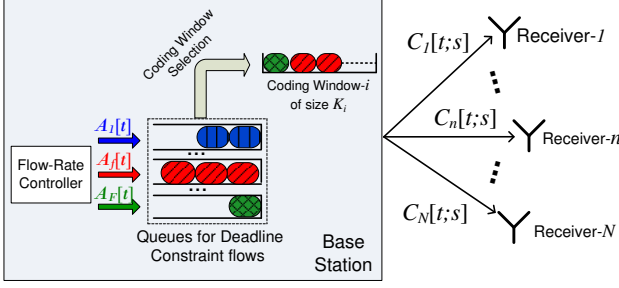 Coding Window
Selection
Coding Window-i
of size K_i
A_1[t]
A_f[t]
A_F[t]
Flow-Rate
Controller
...
...
Queues for Deadline
Constraint flows
Base
Station
C_1[t;s]
Receiver-1
C_n[t;s]
Receiver-n
C_N[t;s]
Receiver-N